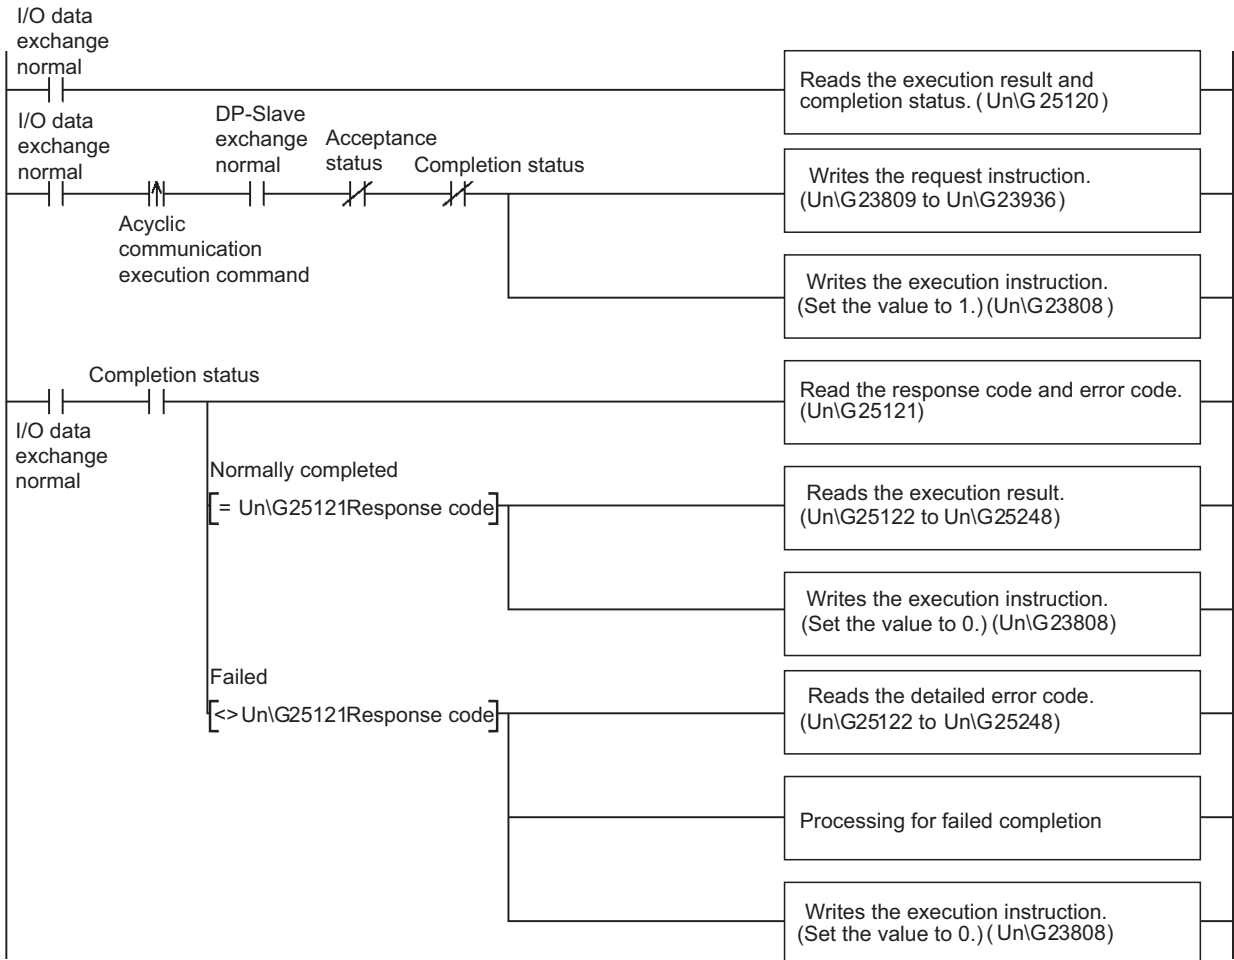 I/O data
exchange
normal
Reads the execution result and
completion status. (Un\G25120)
I/O data
exchange
normal
DP-Slave
exchange
normal
Acceptance
status
Completion status
Acyclic
communication
execution command
Writes the request instruction.
(Un\G23809 to Un\G23936)
Writes the execution instruction.
(Set the value to 1.)(Un\G23808)
Completion status
I/O data
exchange
normal
Read the response code and error code.
(Un\G25121)
Normally completed
= Un\G25121Response code
Reads the execution result.
(Un\G25122 to Un\G25248)
Writes the execution instruction.
(Set the value to 0.)(Un\G23808)
Failed
<>Un\G25121Response code
Reads the detailed error code.
(Un\G25122 to Un\G25248)
Processing for failed completion
Writes the execution instruction.
(Set the value to 0.)(Un\G23808)